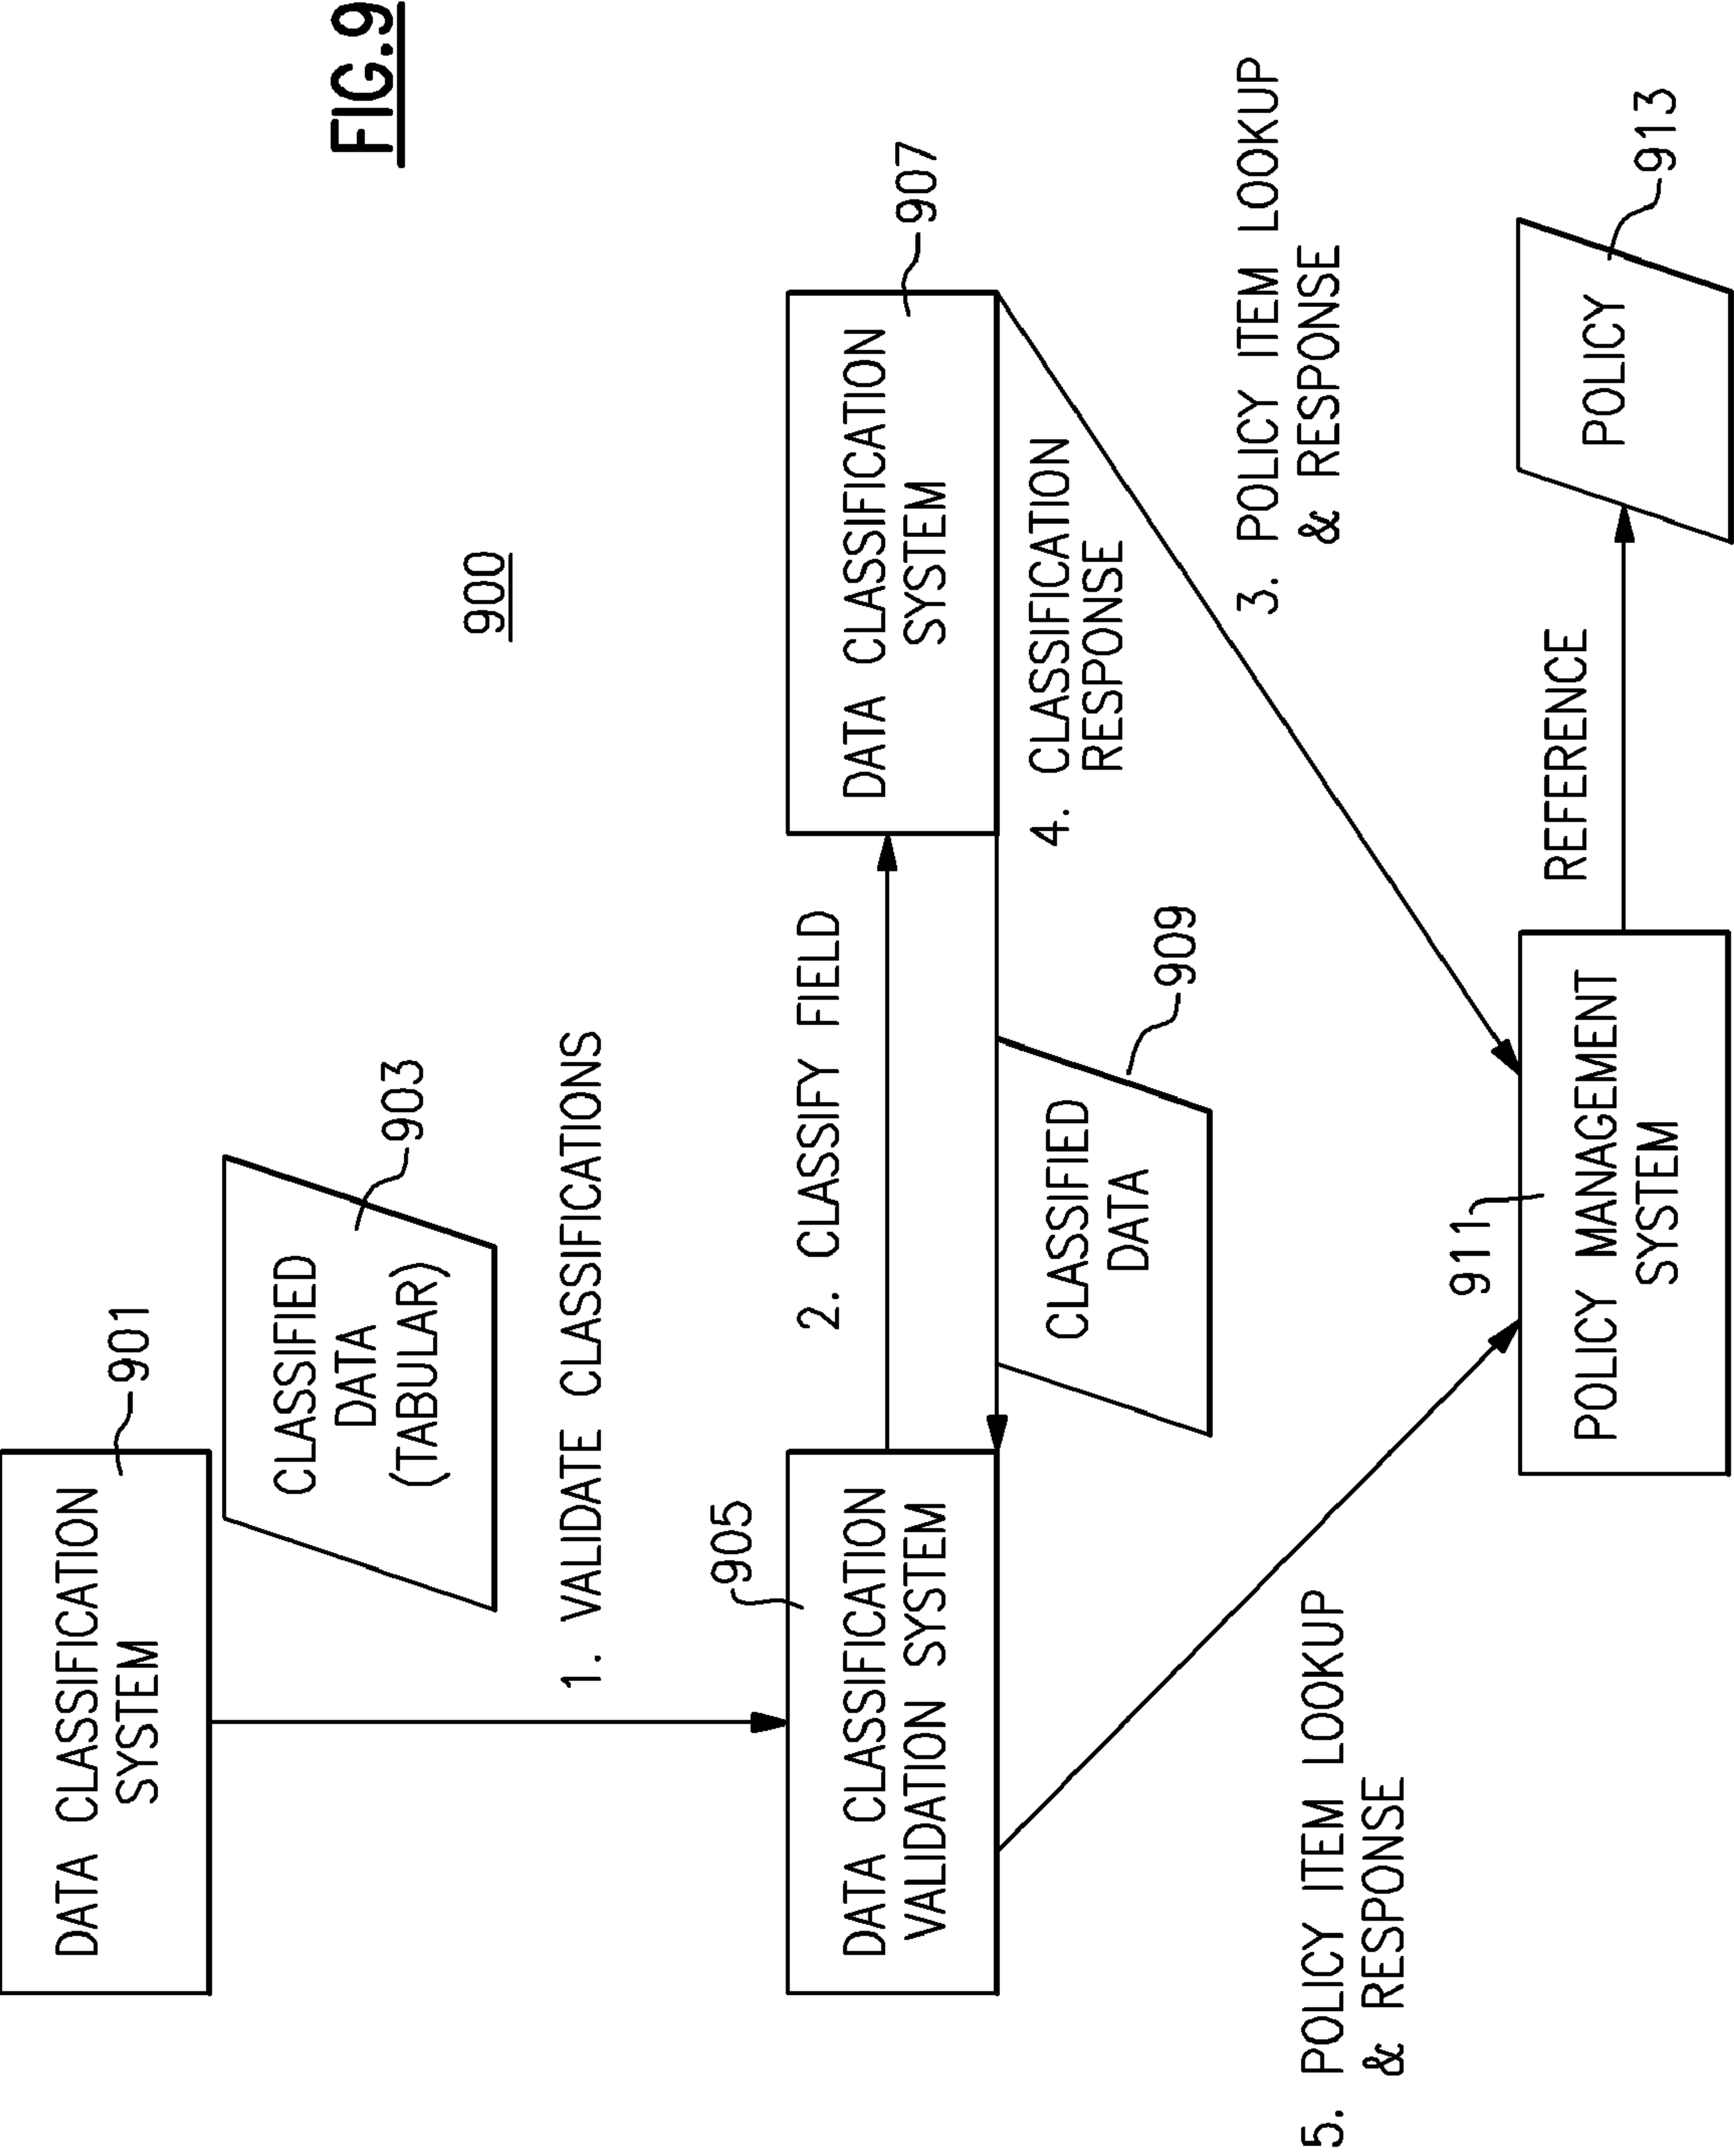 FIG.9
900
DATA CLASSIFICATION
SYSTEM
901
CLASSIFIED
DATA
(TABULAR)
903
1. VALIDATE CLASSIFICATIONS
905
DATA CLASSIFICATION
VALIDATION SYSTEM
2. CLASSIFY FIELD
DATA CLASSIFICATION
SYSTEM
907
4. CLASSIFICATION
RESPONSE
CLASSIFIED
DATA
909
3. POLICY ITEM LOOKUP
& RESPONSE
5. POLICY ITEM LOOKUP
& RESPONSE
911
POLICY MANAGEMENT
SYSTEM
REFERENCE
POLICY
913